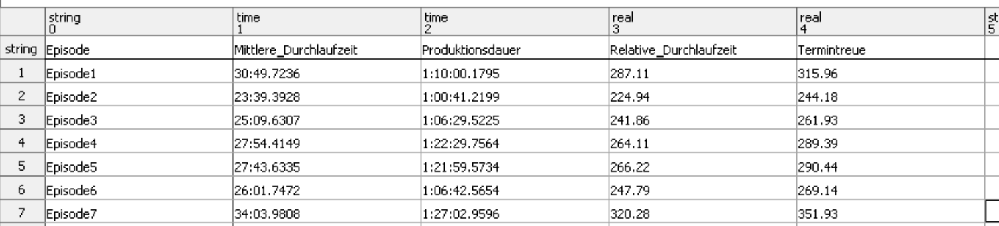 string time time real real st
0 1 2 3 4 5
string Episode Mittlere_Durchlaufzeit Produktionsdauer Relative_Durchlaufzeit Termintreue
1 Episode1 30:49.7236 1:10:00.1795 287.11 315.96
2 Episode2 23:39.3928 1:00:41.2199 224.94 244.18
3 Episode3 25:09.6307 1:06:29.5225 241.86 261.93
4 Episode4 27:54.4149 1:22:29.7564 264.11 289.39
5 Episode5 27:43.6335 1:21:59.5734 266.22 290.44
6 Episode6 26:01.7472 1:06:42.5654 247.79 269.14
7 Episode7 34:03.9808 1:27:02.9596 320.28 351.93